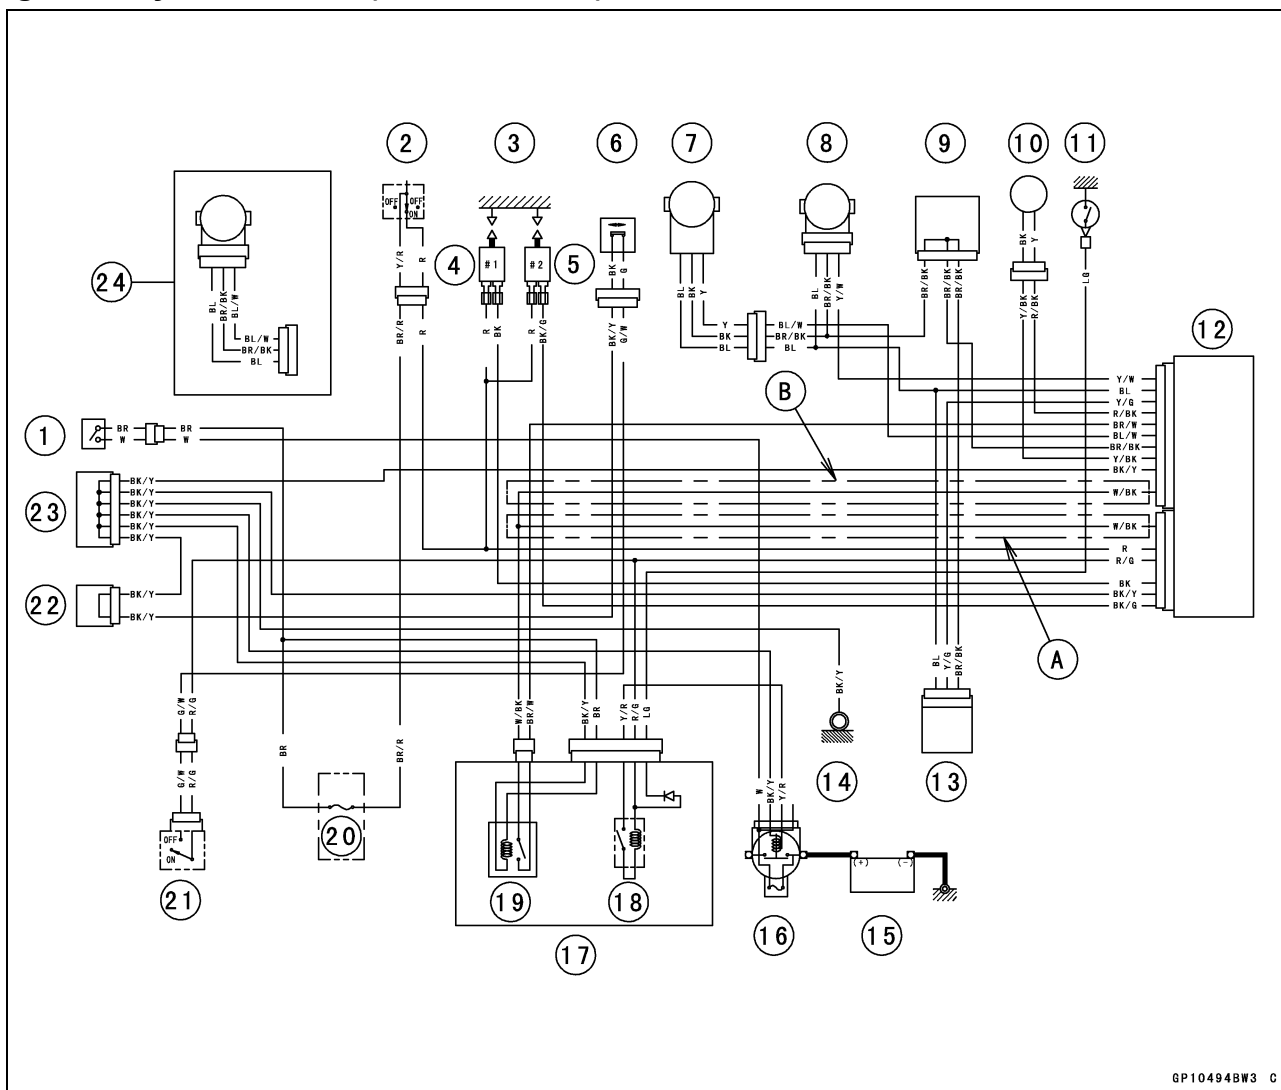 2
3
6
7
8
9
10
11
OFF
OFF
ON
4
#1
#2
5
24
Y/R
R
BK
G
BL
BK
Y
BL
BR/BK
Y/W
BR/BK
BR/BK
BR/BK
BK
Y
LG
BL
BR/BK
BL/W
BR/R
R
R
BK
R
BK/G
BK/Y
G/W
Y/BK
R/BK
Y
BK
BL
BL/W
BR/BK
BL
BL/W
BR/BK
BL
12
B
Y/W
BL
Y/G
R/BK
BR/W
BL/W
BR/BK
Y/BK
BK/Y
W/BK
W/BK
R
R/G
BK
BK/Y
BK/G
1
BR
W
BR
W
23
BK/Y
BK/Y
BK/Y
BK/Y
BK/Y
BK/Y
22
BK/Y
BK/Y
A
G/W
R/G
BR
BR/R
W/BK
BR/W
BK/Y
BR
Y/R
R/G
LG
BK/Y
BL
Y/G
BR/BK
G/W
R/G
W
BK/Y
Y/R
14
13
OFF
ON
20
(+)
(-)
21
19
18
16
15
17
GP10494BW3 C